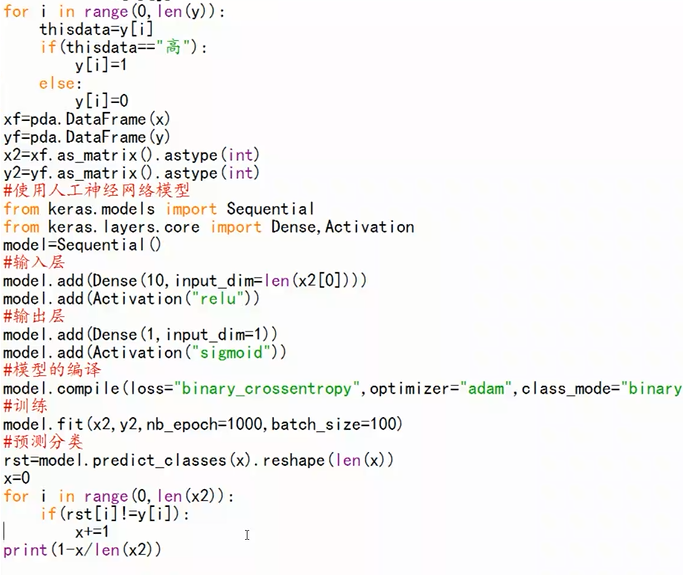 for i in range(0,len(y)):
    thisdata=y[i]
    if(thisdata=="高"):
        y[i]=1
    else:
        y[i]=0
xf=pda.DataFrame(x)
yf=pda.DataFrame(y)
x2=xf.as_matrix().astype(int)
y2=yf.as_matrix().astype(int)
#使用人工神经网络模型
from keras.models import Sequential
from keras.layers.core import Dense,Activation
model=Sequential()
#输入层
model.add(Dense(10,input_dim=len(x2[0])))
model.add(Activation("relu"))
#输出层
model.add(Dense(1,input_dim=1))
model.add(Activation("sigmoid"))
#模型的编译
model.compile(loss="binary_crossentropy",optimizer="adam",class_mode="binary
#训练
model.fit(x2,y2,nb_epoch=1000,batch_size=100)
#预测分类
rst=model.predict_classes(x).reshape(len(x))
x=0
for i in range(0,len(x2)):
    if(rst[i]!=y[i]):
        x+=1
print(1-x/len(x2))